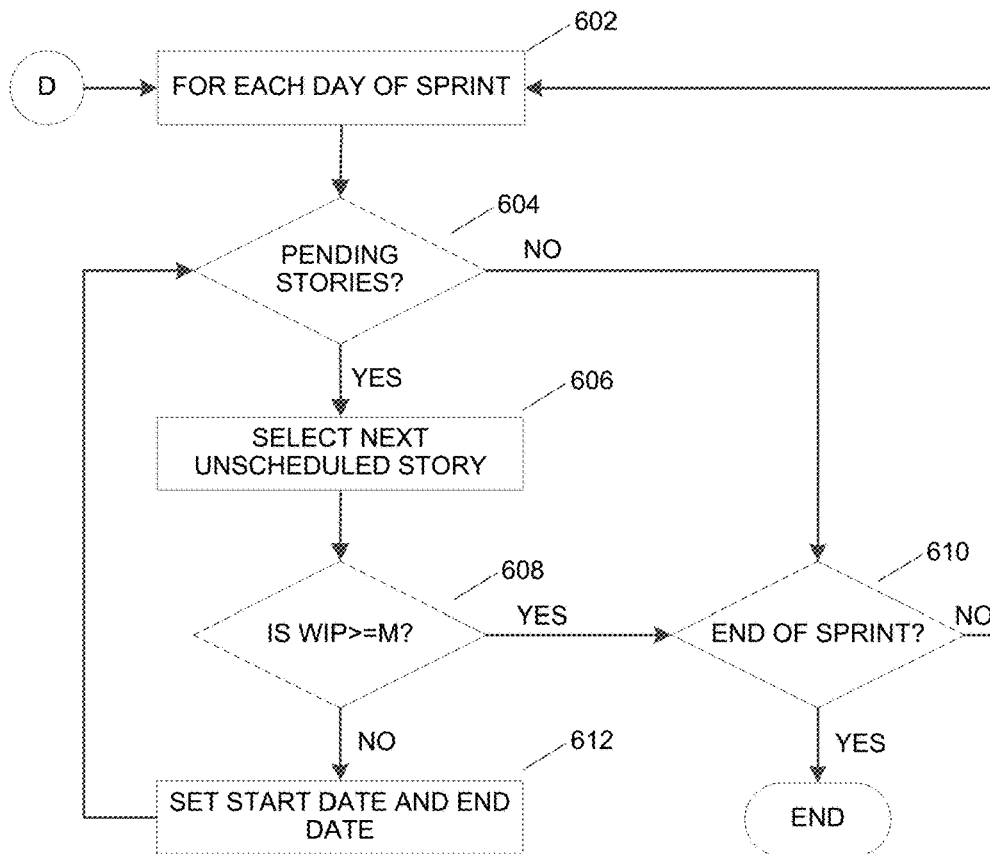 602
D
FOR EACH DAY OF SPRINT
604
PENDING
STORIES?
NO
YES
606
SELECT NEXT
UNSCHEDULED STORY
608
IS WIP>=M?
YES
610
END OF SPRINT?
NO
NO
612
SET START DATE AND END
DATE
YES
END